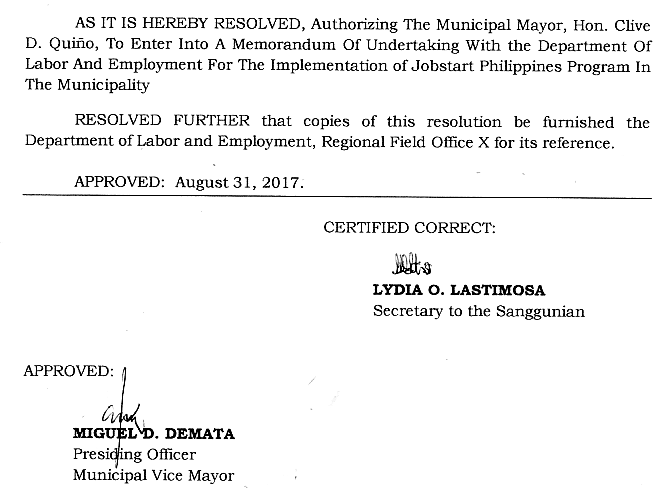 AS IT IS HEREBY RESOLVED, Authorizing The Municipal Mayor, Hon. Clive
D. Quiño, To Enter Into A Memorandum Of Undertaking With the Department Of
Labor And Employment For The Implementation of Jobstart Philippines Program In
The Municipality
RESOLVED FURTHER that copies of this resolution be furnished the
Department of Labor and Employment, Regional Field Office X for its reference.
APPROVED: August 31, 2017.
CERTIFIED CORRECT:
LYDIA O. LASTIMOSA
Secretary to the Sanggunian
APPROVED:
MIGUEL D. DEMATA
Presiding Officer
Municipal Vice Mayor